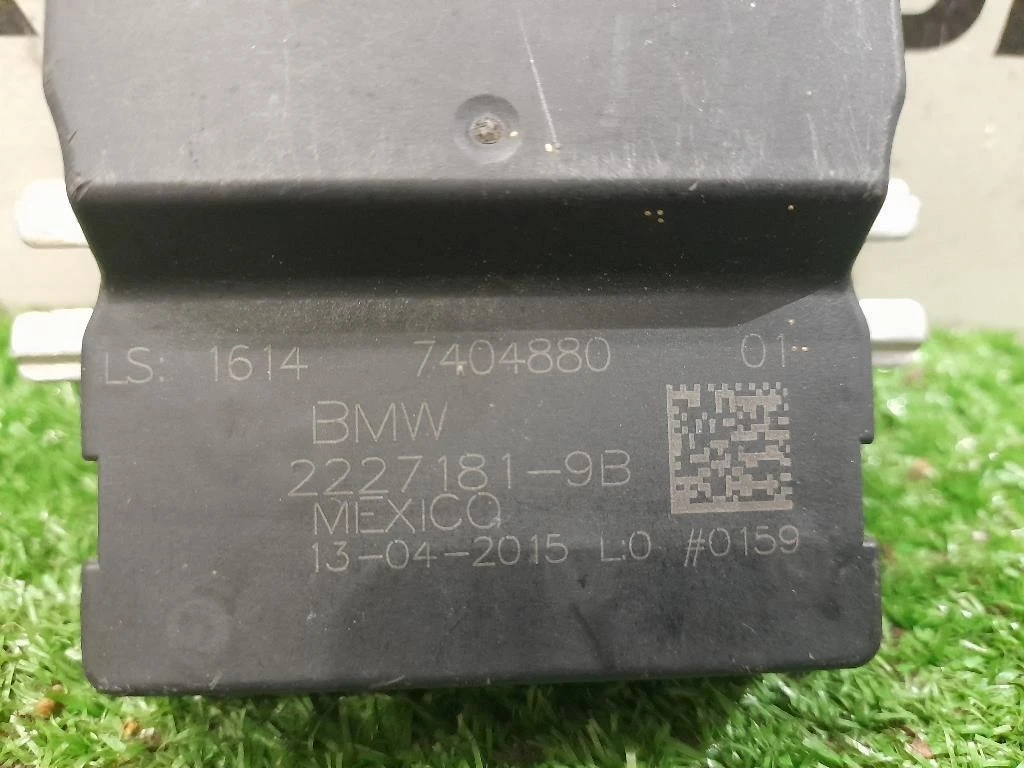 LS: 1614 7404880 01
BMW
2227181-9B
MEXICO
13-04-2015 L:0 #0159